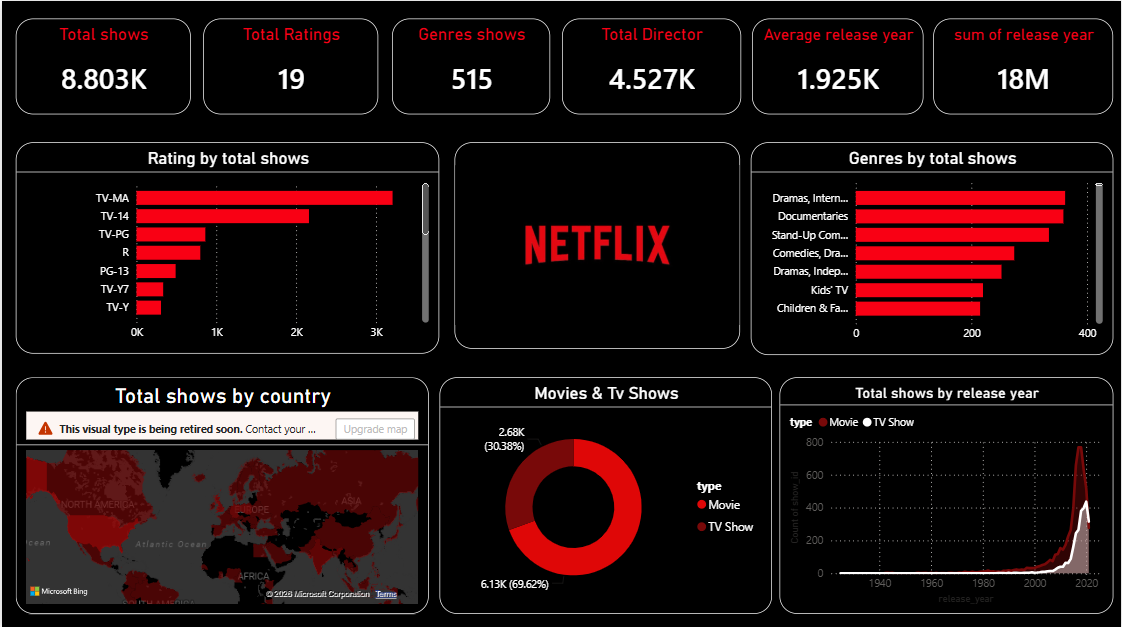 Total shows
8.803K
Total Ratings
19
Genres shows
515
Total Director
4.527K
Average release year
1.925K
sum of release year
18M
Rating by total shows
TV-MA
TV-14
TV-PG
R
PG-13
TV-Y7
TV-Y
0K 1K 2K 3K
NETFLIX
Genres by total shows
Dramas, Intern...
Documentaries
Stand-Up Com...
Comedies, Dra...
Dramas, Indep...
Kids' TV
Children & Fa...
0 200 400
Total shows by country
This visual type is being retired soon. Contact your ... Upgrade map
NORTH AMERICA
EUROPE
ASIA
cean
Atlantic Ocean
AFRICA
SOUTH AMERICA
Microsoft Bing
© 2026 Microsoft Corporation Terms
Movies & Tv Shows
2.68K
(30.38%)
6.13K (69.62%)
type
Movie
TV Show
Total shows by release year
type Movie TV Show
Count of show_id
800
600
400
200
0
1940 1960 1980 2000 2020
release_year